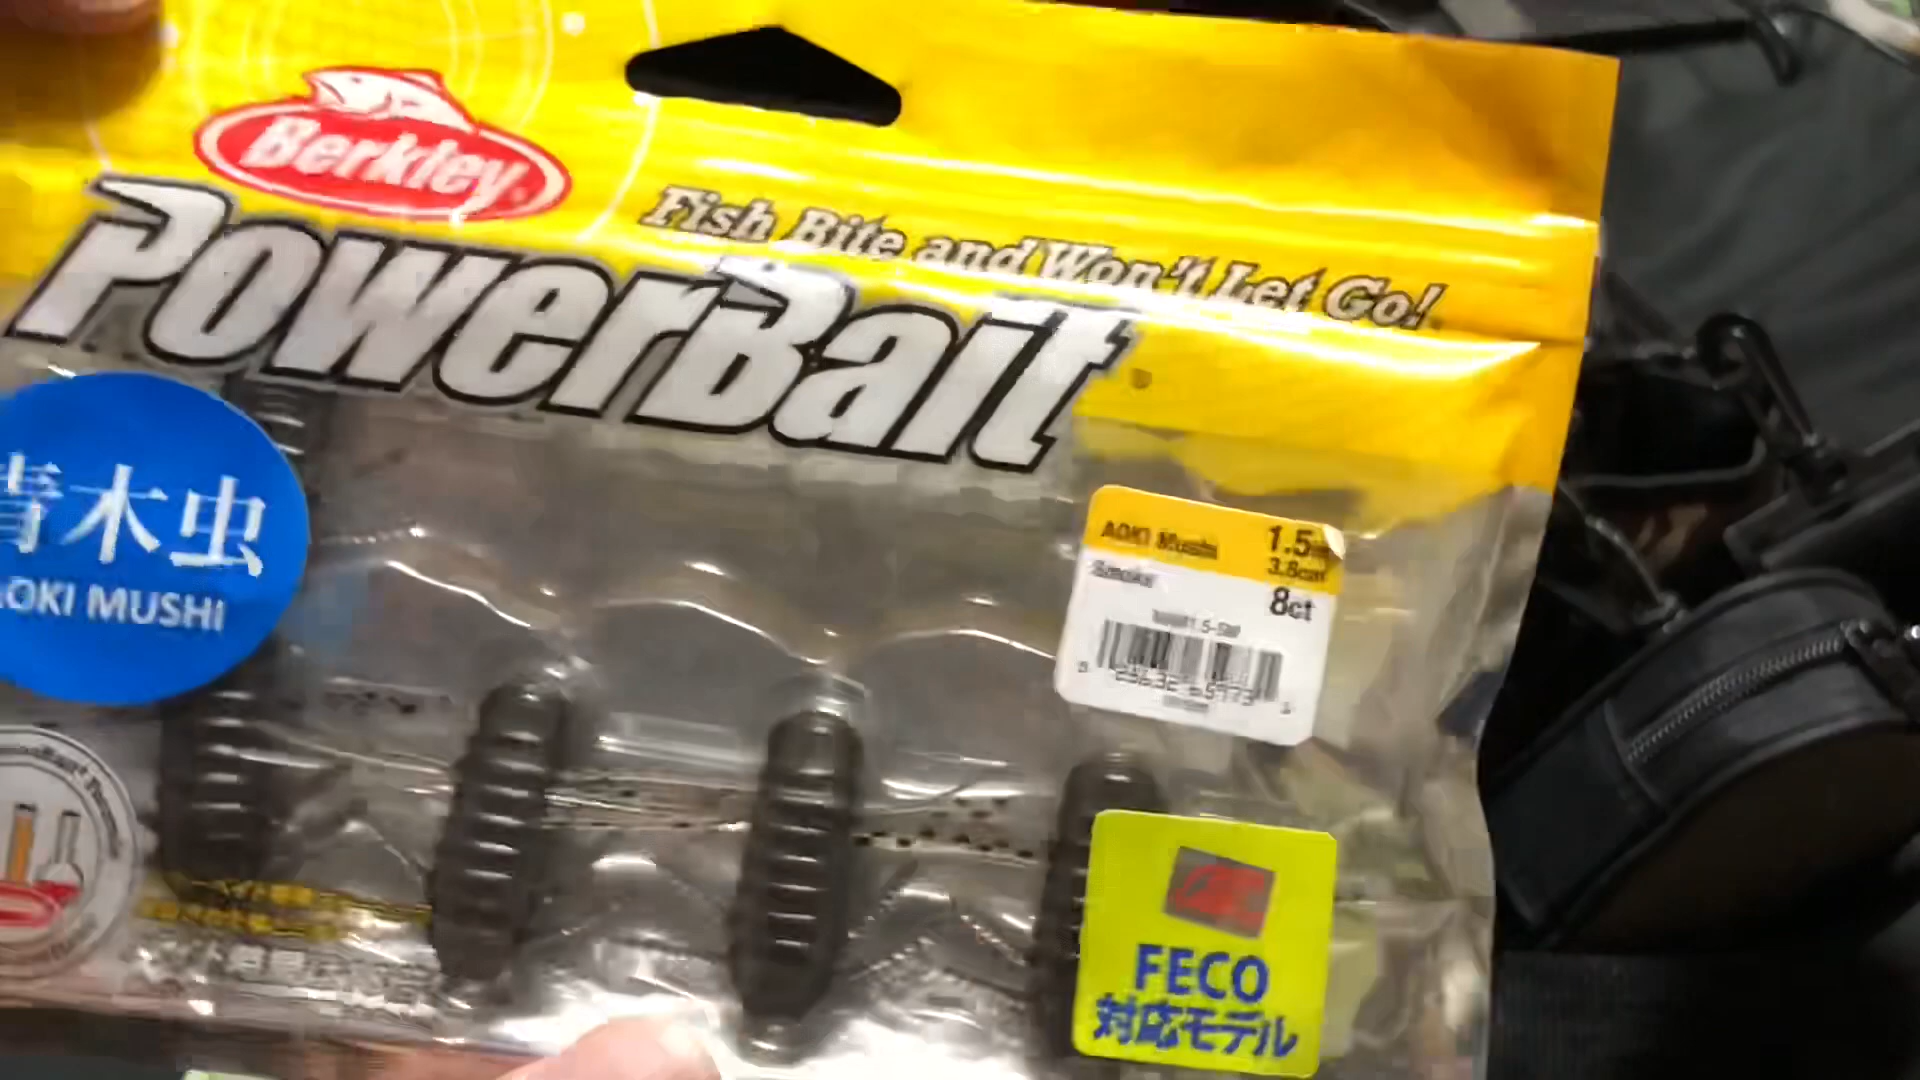 Berkley
PowerBait
Fish Bite and Won't Let Go!
青木虫
AOKI MUSHI
AOKI Mushi
1.5
3.8cm
Smoke
8ct
FECO
対応モデル